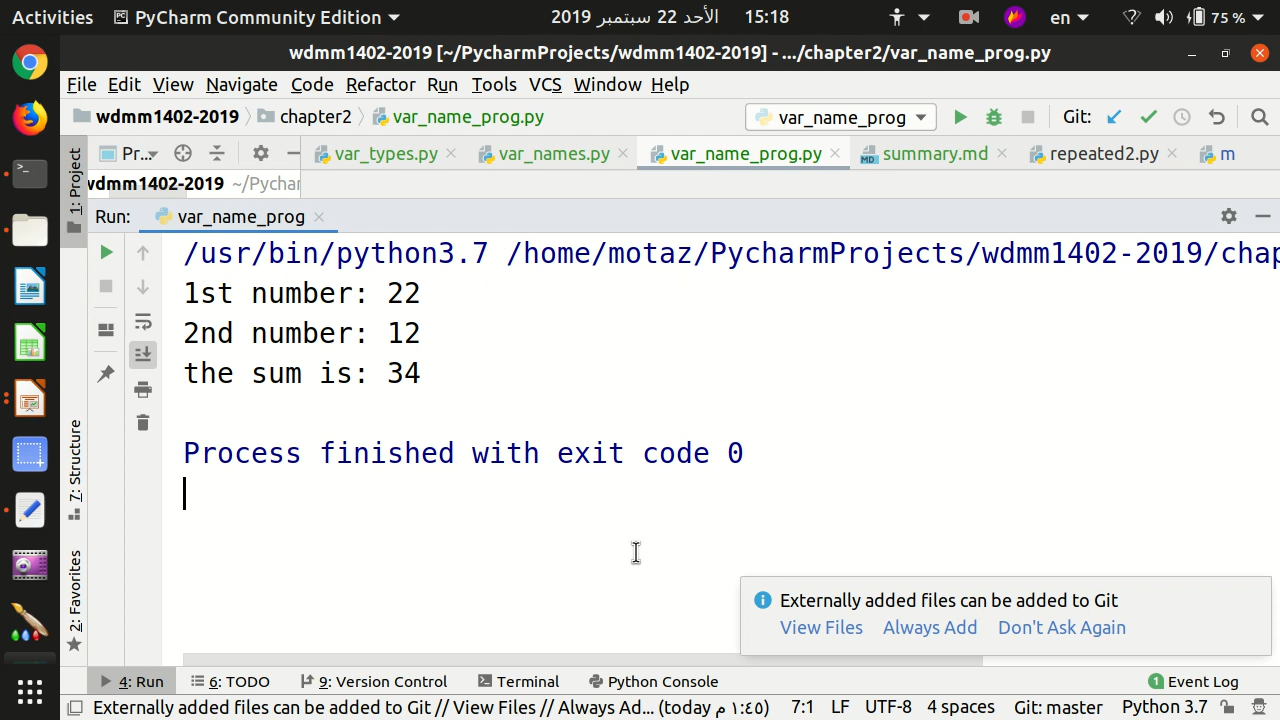 Activities PyCharm Community Edition الأحد 22 سبتمبر 2019 15:18 en 75 %
wdmm1402-2019 [~/PycharmProjects/wdmm1402-2019] - .../chapter2/var_name_prog.py
File Edit View Navigate Code Refactor Run Tools VCS Window Help
wdmm1402-2019 chapter2 var_name_prog.py var_name_prog Git:
1: Project
Pr... var_types.py var_names.py var_name_prog.py summary.md repeated2.py m
wdmm1402-2019 ~/Pychar
Run: var_name_prog
/usr/bin/python3.7 /home/motaz/PycharmProjects/wdmm1402-2019/chap
1st number: 22
2nd number: 12
the sum is: 34
Process finished with exit code 0
7: Structure
2: Favorites
Externally added files can be added to Git
View Files Always Add Don't Ask Again
4: Run 6: TODO 9: Version Control Terminal Python Console 1 Event Log
Externally added files can be added to Git // View Files // Always Ad... (today م ١:٤٥) 7:1 LF UTF-8 4 spaces Git: master Python 3.7